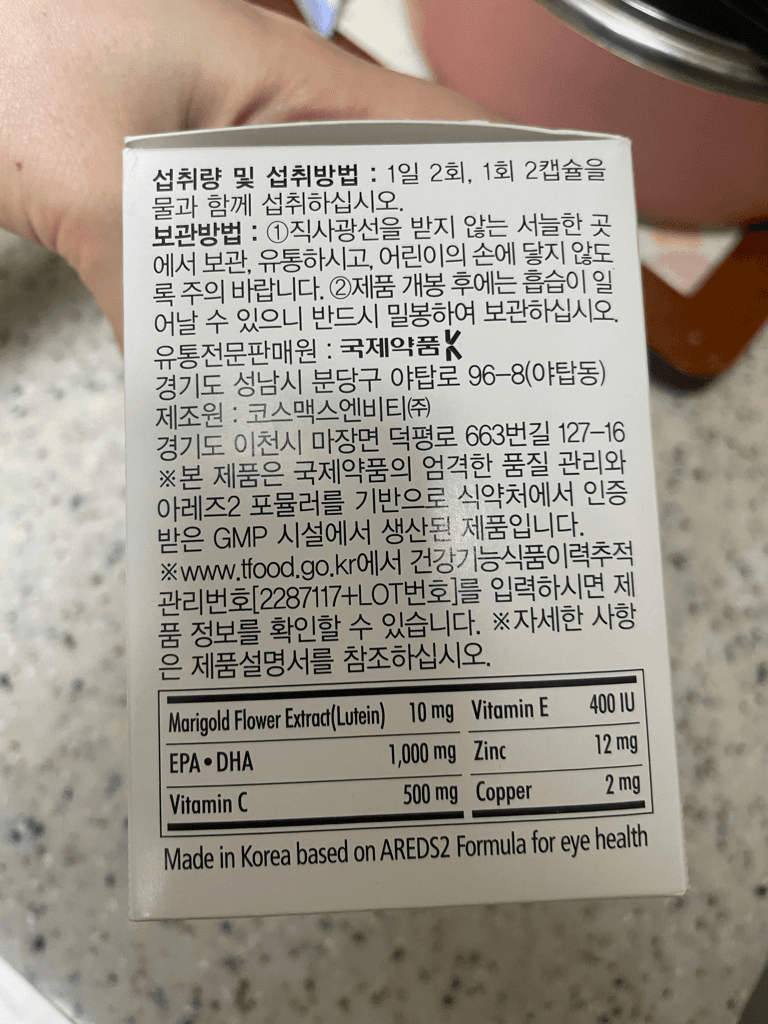 섭취량 및 섭취방법 : 1일 2회, 1회 2캡슐을
물과 함께 섭취하십시오.
보관방법 : ①직사광선을 받지 않는 서늘한 곳
에서 보관, 유통하시고, 어린이의 손에 닿지 않도
록 주의 바랍니다. ②제품 개봉 후에는 흡습이 일
어날 수 있으니 반드시 밀봉하여 보관하십시오.
유통전문판매원 : 국제약품
경기도 성남시 분당구 야탑로 96-8(야탑동)
제조원 : 코스맥스엔비티㈜
경기도 이천시 마장면 덕평로 663번길 127-16
※본 제품은 국제약품의 엄격한 품질 관리와
아레즈2 포뮬러를 기반으로 식약처에서 인증
받은 GMP 시설에서 생산된 제품입니다.
※www.tfood.go.kr에서 건강기능식품이력추적
관리번호[2287117+LOT번호]를 입력하시면 제
품 정보를 확인할 수 있습니다. ※자세한 사항
은 제품설명서를 참조하십시오.
Marigold Flower Extract(Lutein) 10 mg Vitamin E 400 IU
EPA•DHA 1,000 mg Zinc 12 mg
Vitamin C 500 mg Copper 2 mg
Made in Korea based on AREDS2 Formula for eye health